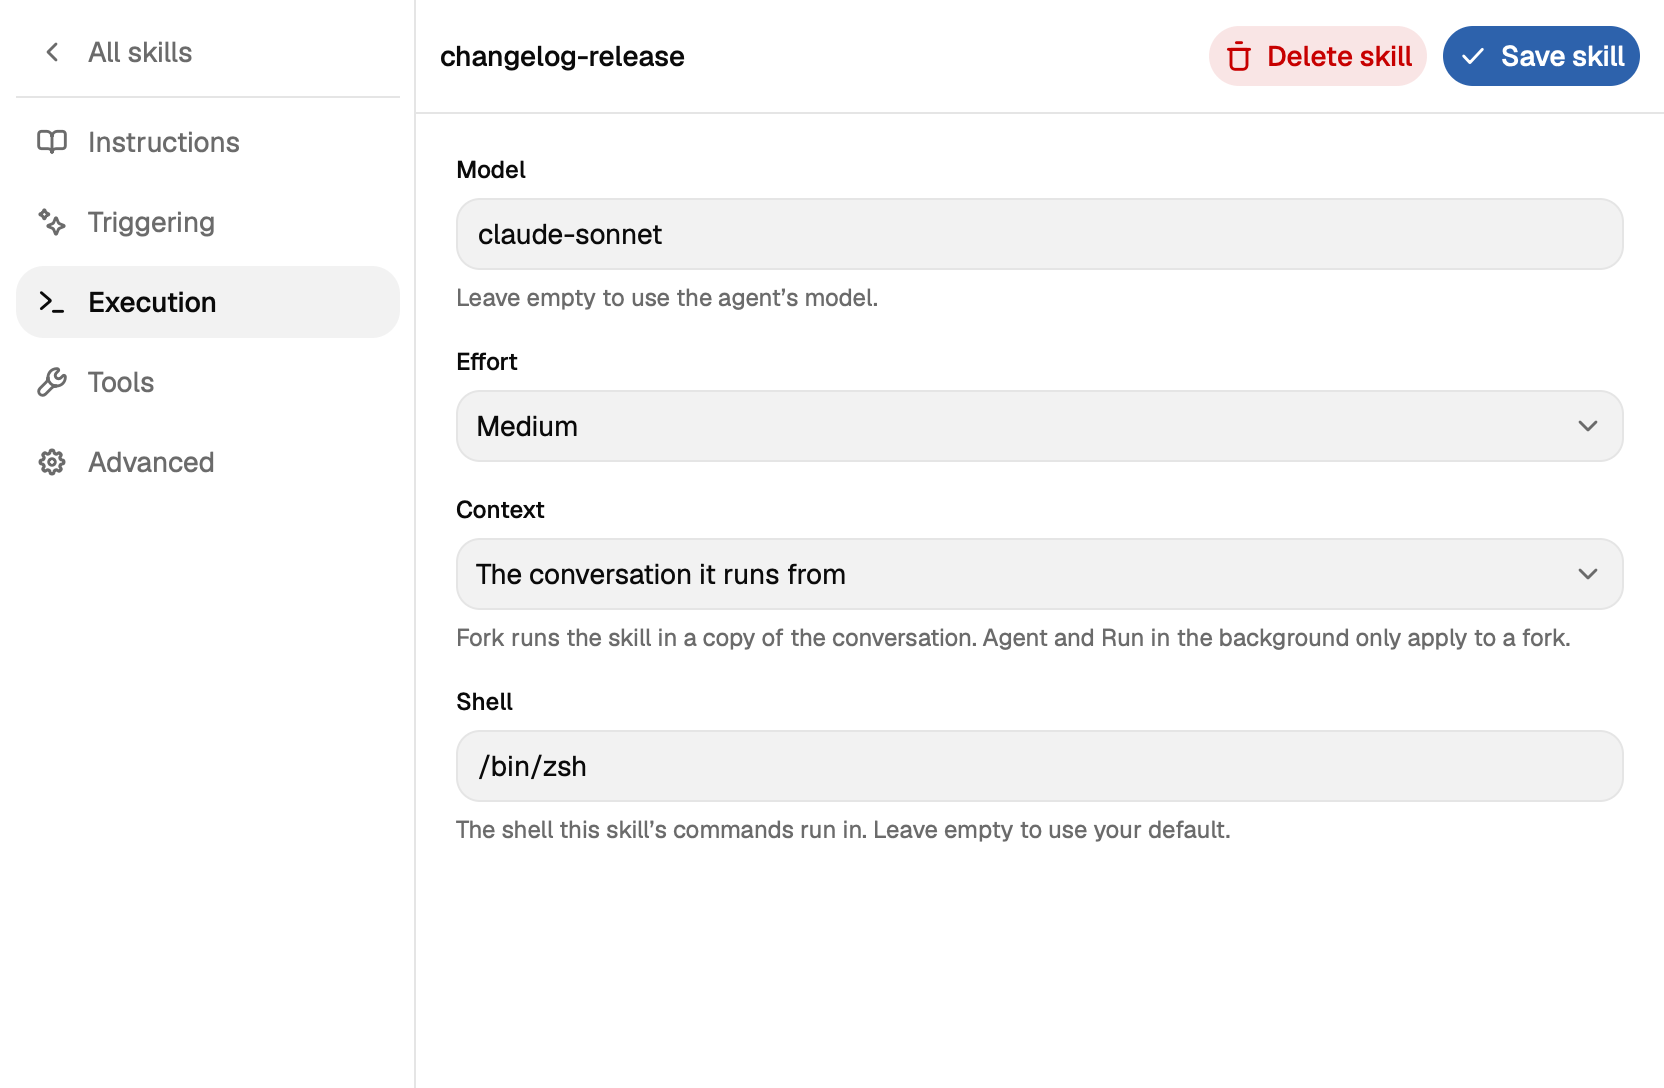 All skills
Instructions
Triggering
Execution
Tools
Advanced
changelog-release
Delete skill
Save skill
Model
claude-sonnet
Leave empty to use the agent’s model.
Effort
Medium
Context
The conversation it runs from
Fork runs the skill in a copy of the conversation. Agent and Run in the background only apply to a fork.
Shell
/bin/zsh
The shell this skill’s commands run in. Leave empty to use your default.